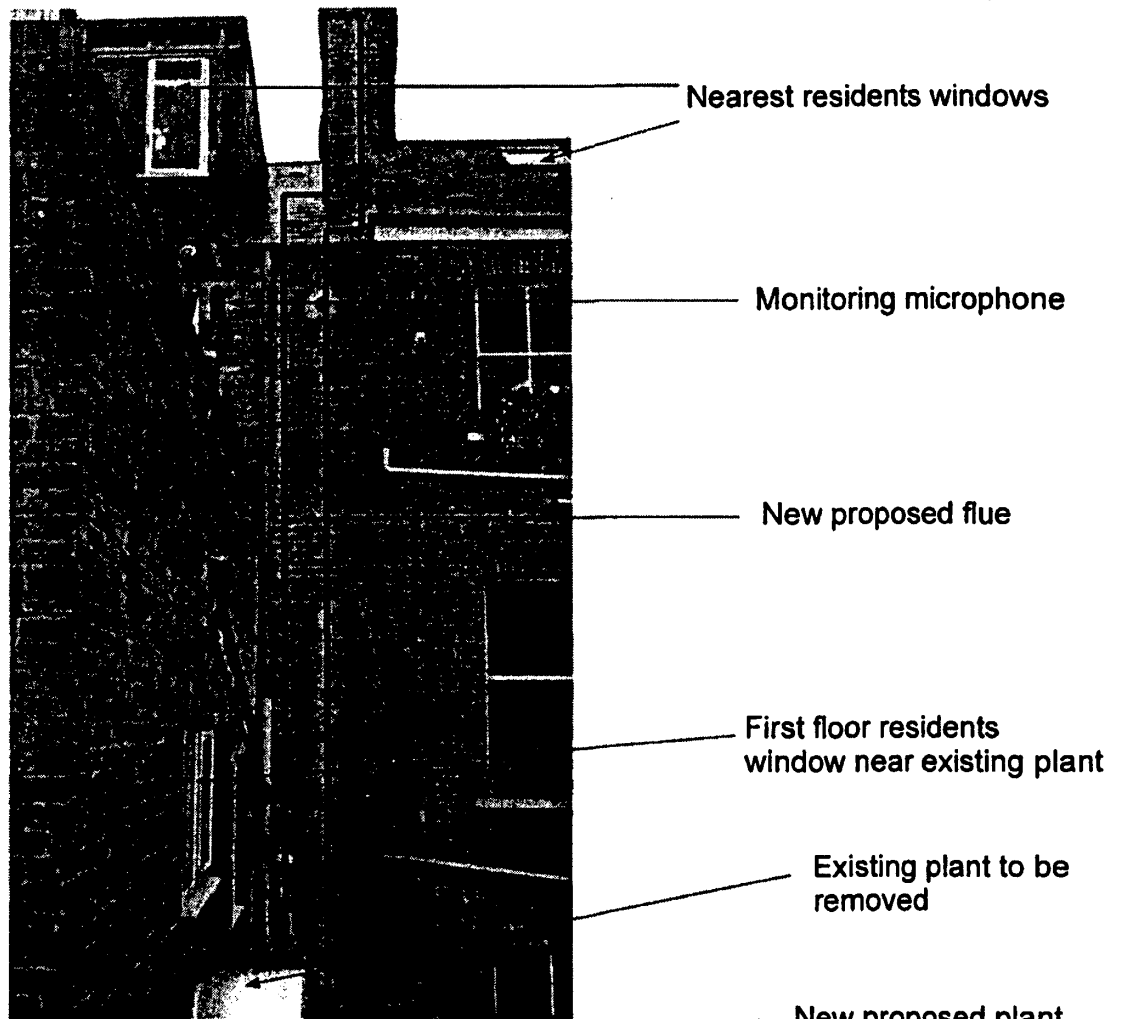 Nearest residents windows
Monitoring microphone
New proposed flue
First floor residents
window near existing plant
Existing plant to be
removed
New proposed plant